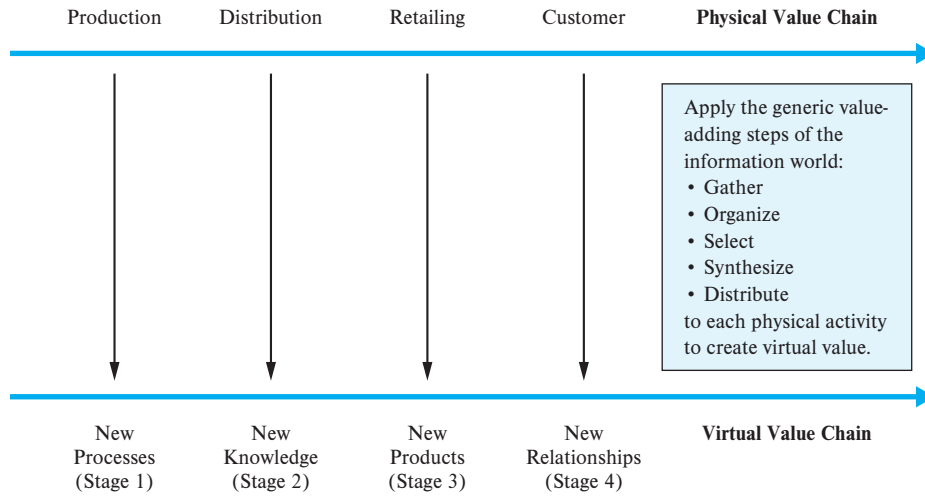 Production Distribution Retailing Customer Physical Value Chain
Apply the generic value-
adding steps of the
information world:
• Gather
• Organize
• Select
• Synthesize
• Distribute
to each physical activity
to create virtual value.
New
Processes
(Stage 1)
New
Knowledge
(Stage 2)
New
Products
(Stage 3)
New
Relationships
(Stage 4)
Virtual Value Chain